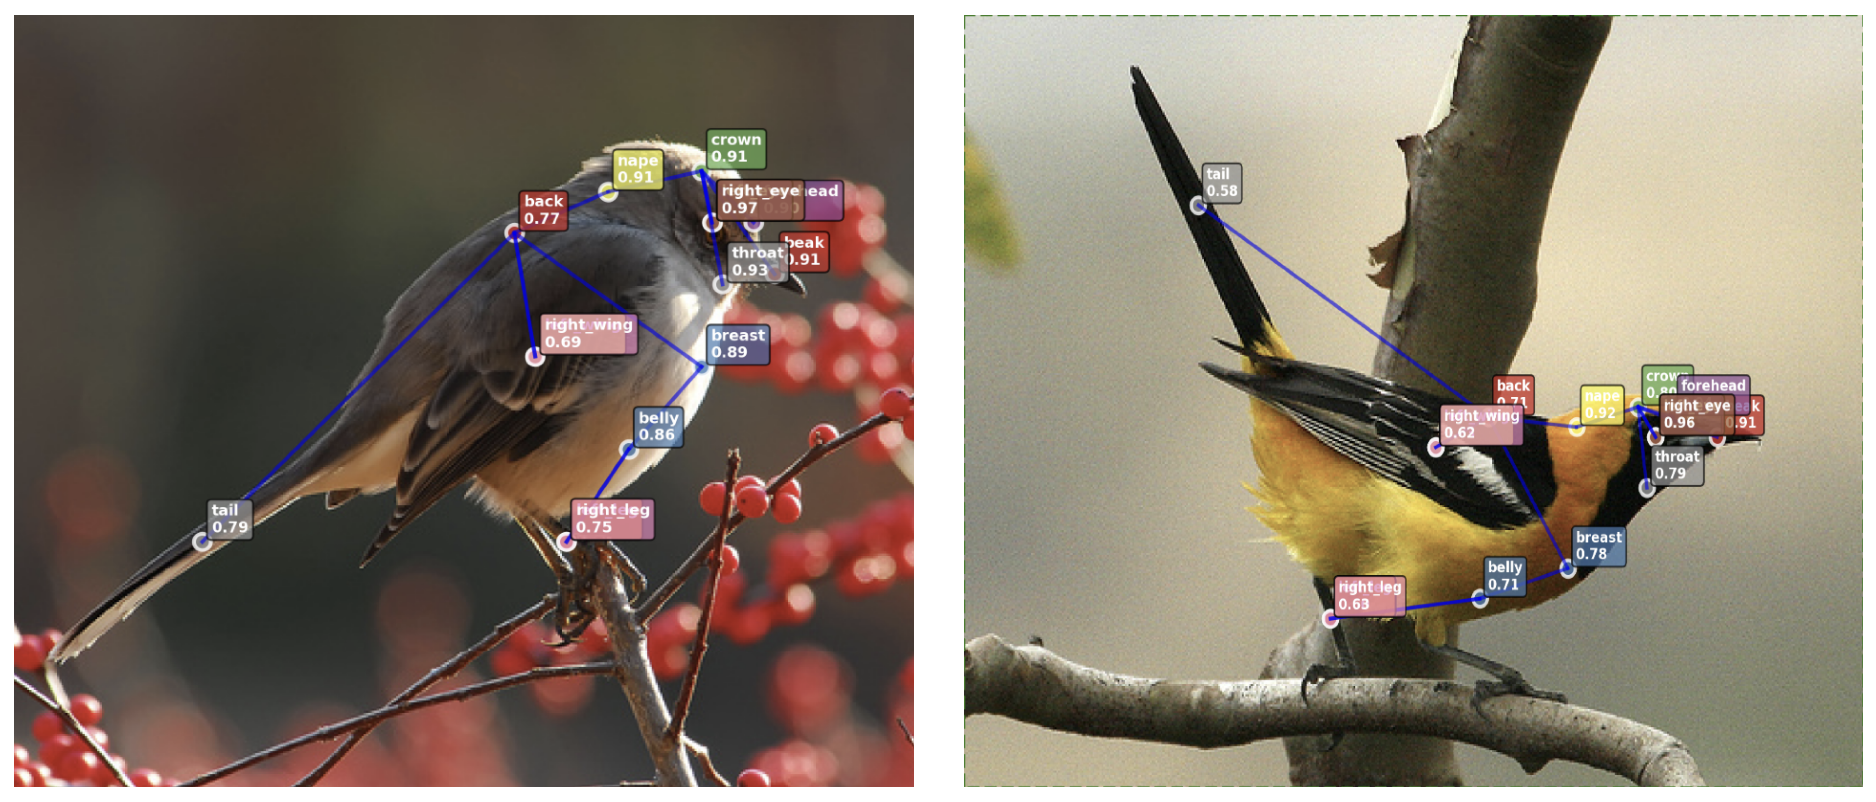 crown
0.91
nape
0.91
right_eye
0.97
head
back
0.77
beak
0.91
throat
0.93
right_wing
0.69
breast
0.89
belly
0.86
tail
0.79
right_leg
0.75
tail
0.58
back
0.71
nape
0.92
forehead
right_eye
0.96
0.91
right_wing
0.62
throat
0.79
breast
0.78
belly
0.71
right_leg
0.63